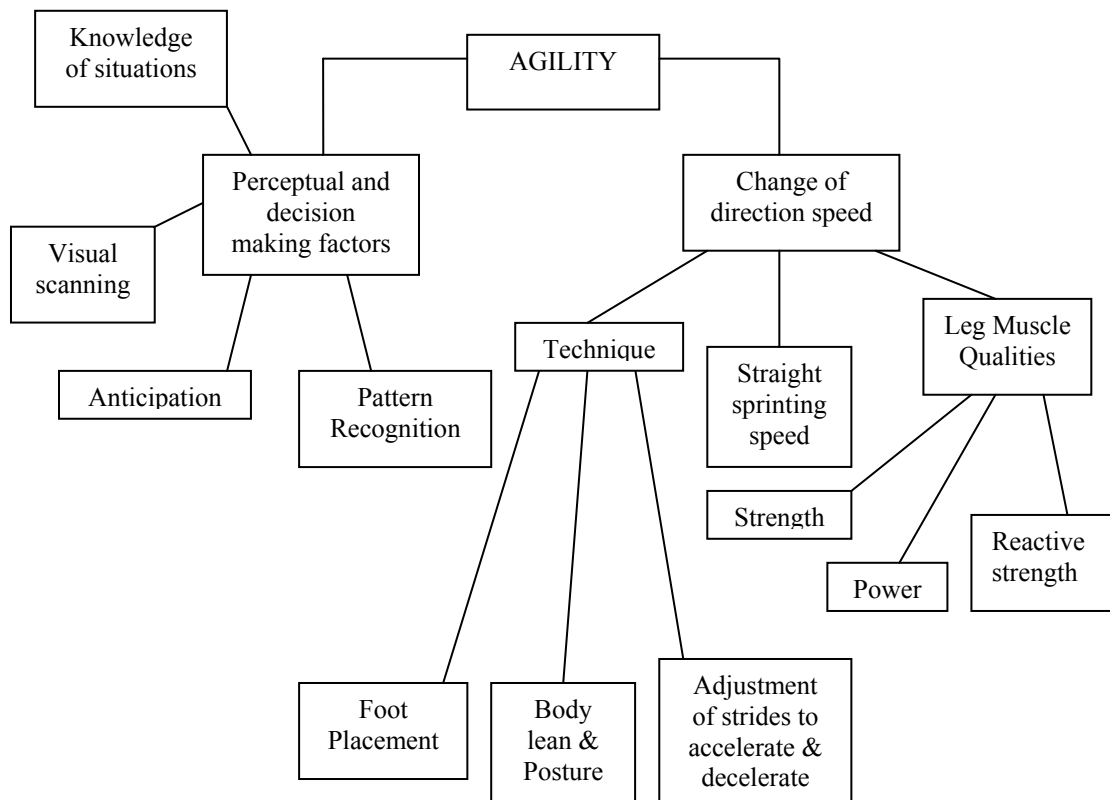 Knowledge
of situations
AGILITY
Perceptual and
decision
making factors
Change of
direction speed
Visual
scanning
Leg Muscle
Qualities
Technique
Straight
sprinting
speed
Anticipation
Pattern
Recognition
Strength
Reactive
strength
Power
Foot
Placement
Body
lean &
Posture
Adjustment
of strides to
accelerate &
decelerate